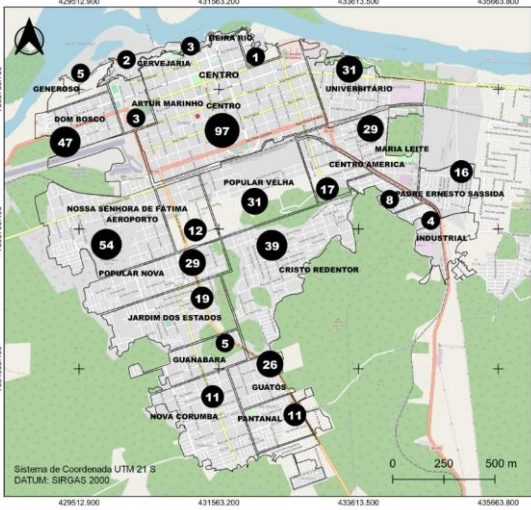 429512.900 431563.200 433613.500 435663.800
BEIRA RIO
3
2
CERVEJARIA
1
5
GENEROSO
CENTRO
31
UNIVERSITÁRIO
ARTUR MARINHO
CENTRO
DOM BOSCO
3
47
97
29
MARIA LEITE
CENTRO AMERICA
POPULAR VELHA
17
16
PADRE ERNESTO SASSIDA
8
31
NOSSA SENHORA DE FÁTIMA
AEROPORTO
4
INDUSTRIAL
12
54
39
29
POPULAR NOVA
CRISTO REDENTOR
19
JARDIM DOS ESTADOS
5
GUANABARA
26
GUATÓS
11
NOVA CORUMBA
PANTANAL
11
Sistema de Coordenada UTM 21 S
DATUM: SIRGAS 2000
0 250 500 m
429512.900 431563.200 433613.500 435663.800